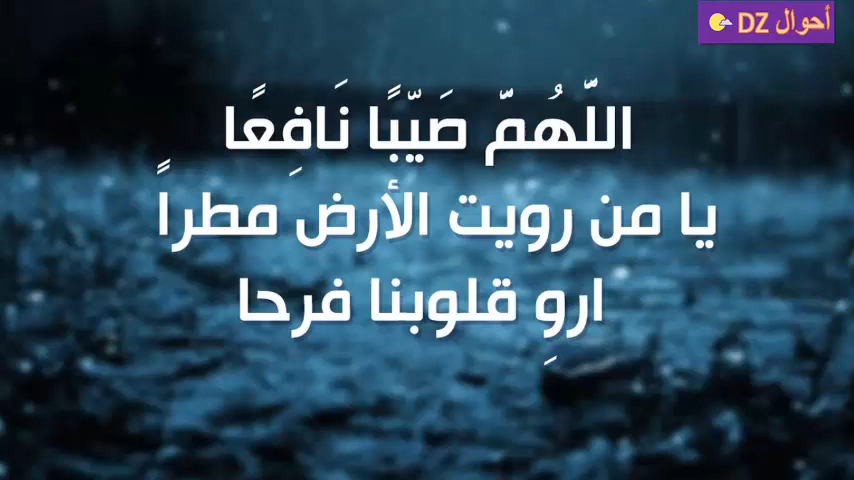 أحوال DZ
اللّهُمّ صَيّبًا نَافِعًا
يا من رويت الأرض مطراً
اروِ قلوبنا فرحا